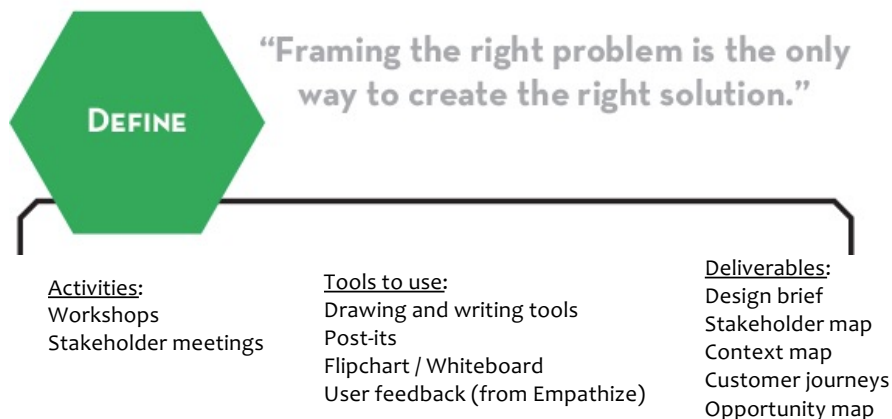 DEFINE
“Framing the right problem is the only
way to create the right solution.”
Activities:
Workshops
Stakeholder meetings
Tools to use:
Drawing and writing tools
Post-its
Flipchart / Whiteboard
User feedback (from Empathize)
Deliverables:
Design brief
Stakeholder map
Context map
Customer journeys
Opportunity map